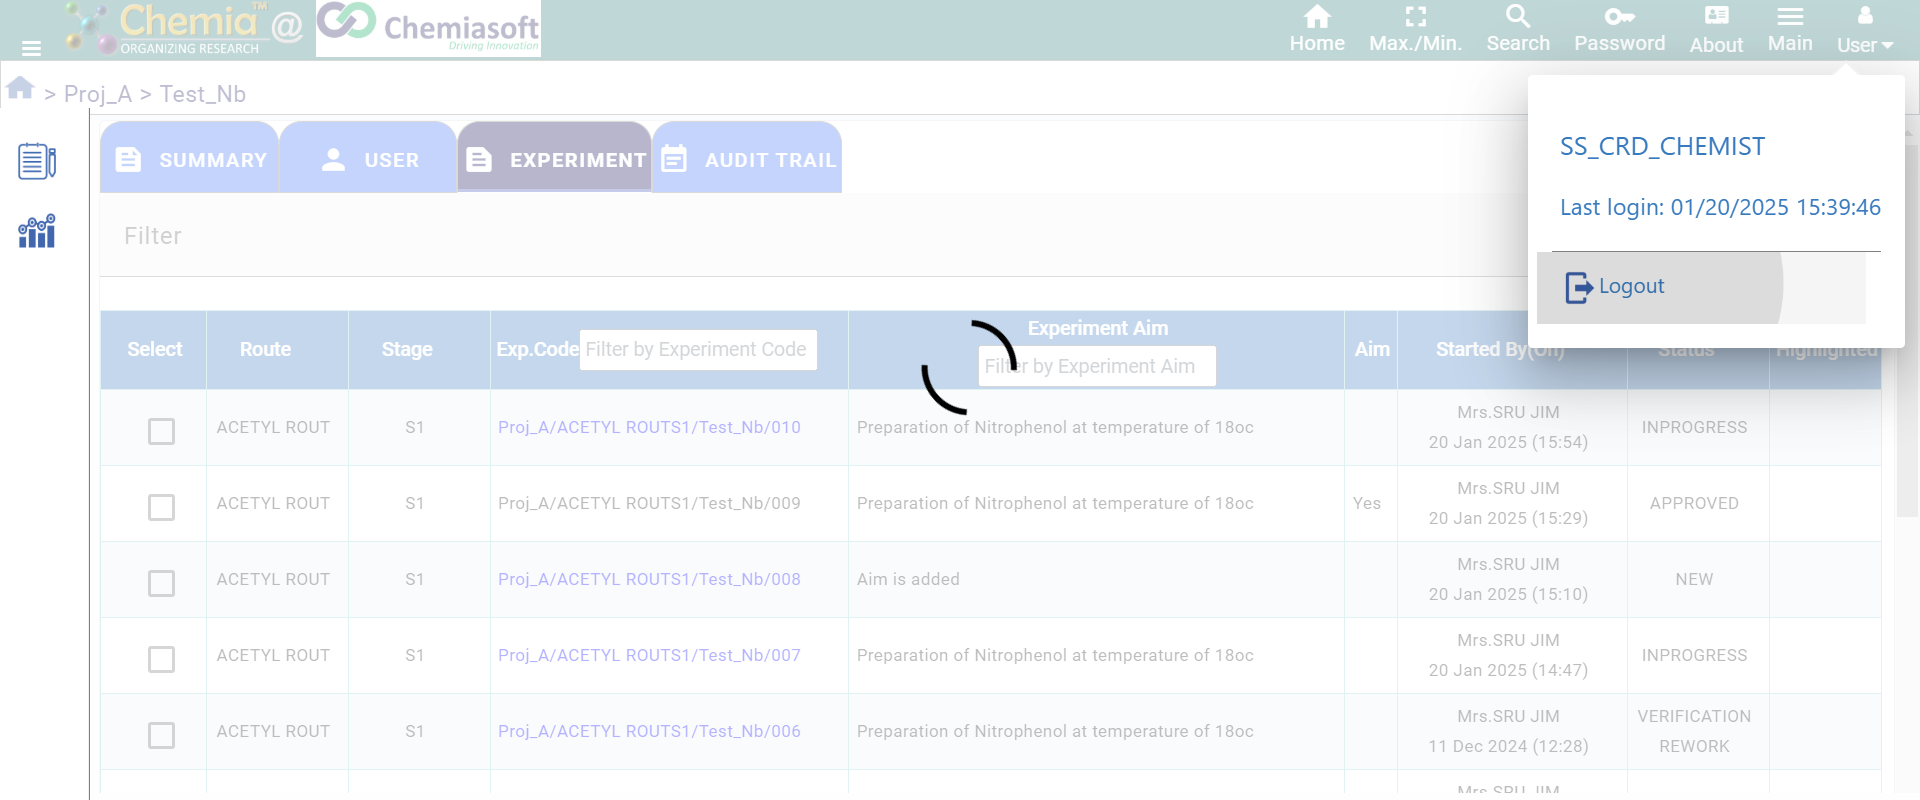 Chemia™ @ Chemiasoft
ORGANIZING RESEARCH
Driving Innovation
Home Max./Min. Search Password About Main User
> Proj_A > Test_Nb
SS_CRD_CHEMIST
Last login: 01/20/2025 15:39:46
Logout
SUMMARY USER EXPERIMENT AUDIT TRAIL
Filter
Select Route Stage Exp.Code Filter by Experiment Code Experiment Aim Filter by Experiment Aim Aim Started By(On) Status Highlighted
ACETYL ROUT S1 Proj_A/ACETYL ROUTS1/Test_Nb/010 Preparation of Nitrophenol at temperature of 18oc Mrs.SRU JIM INPROGRESS
20 Jan 2025 (15:54)
ACETYL ROUT S1 Proj_A/ACETYL ROUTS1/Test_Nb/009 Preparation of Nitrophenol at temperature of 18oc Yes Mrs.SRU JIM APPROVED
20 Jan 2025 (15:29)
ACETYL ROUT S1 Proj_A/ACETYL ROUTS1/Test_Nb/008 Aim is added Mrs.SRU JIM NEW
20 Jan 2025 (15:10)
ACETYL ROUT S1 Proj_A/ACETYL ROUTS1/Test_Nb/007 Preparation of Nitrophenol at temperature of 18oc Mrs.SRU JIM INPROGRESS
20 Jan 2025 (14:47)
ACETYL ROUT S1 Proj_A/ACETYL ROUTS1/Test_Nb/006 Preparation of Nitrophenol at temperature of 18oc Mrs.SRU JIM VERIFICATION
11 Dec 2024 (12:28) REWORK
Mrs.SRU JIM